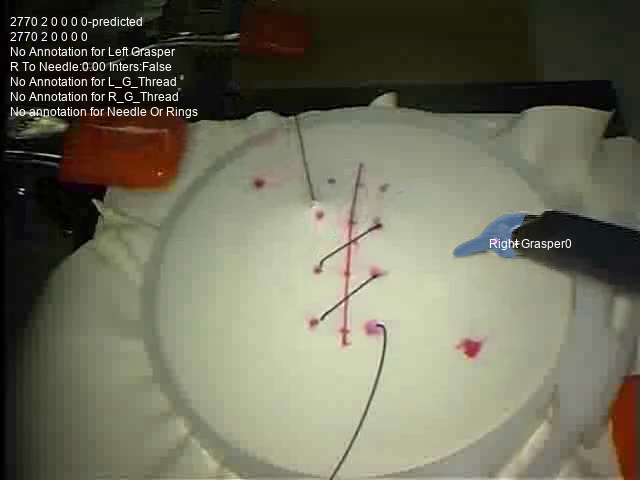 2770 2 0 0 0 0-predicted
2770 2 0 0 0 0
No Annotation for Left Grasper
R To Needle:0.00 Inters:False
No Annotation for L_G_Thread
No Annotation for R_G_Thread
No annotation for Needle Or Rings
Right Grasper0